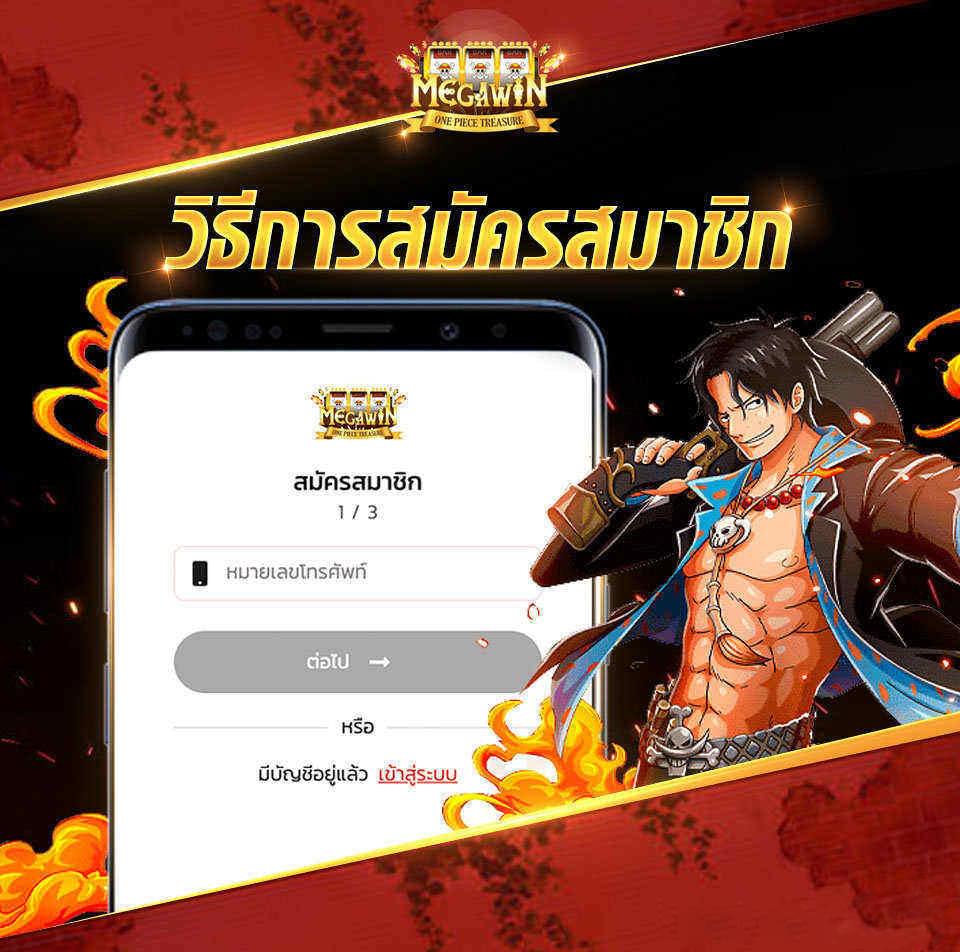 MEGAWIN
ONE PIECE TREASURE
วิธีการสมัครสมาชิก
MEGAWIN
ONE PIECE TREASURE
สมัครสมาชิก
1 / 3
หมายเลขโทรศัพท์
ต่อไป
หรือ
มีบัญชีอยู่แล้ว เข้าสู่ระบบ